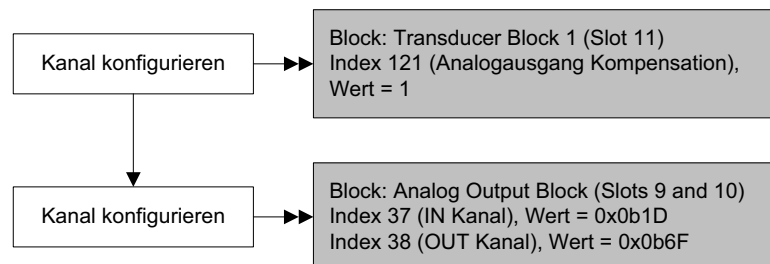 Kanal konfigurieren
Block: Transducer Block 1 (Slot 11)
Index 121 (Analogausgang Kompensation),
Wert = 1
Kanal konfigurieren
Block: Analog Output Block (Slots 9 and 10)
Index 37 (IN Kanal), Wert = 0x0b1D
Index 38 (OUT Kanal), Wert = 0x0b6F